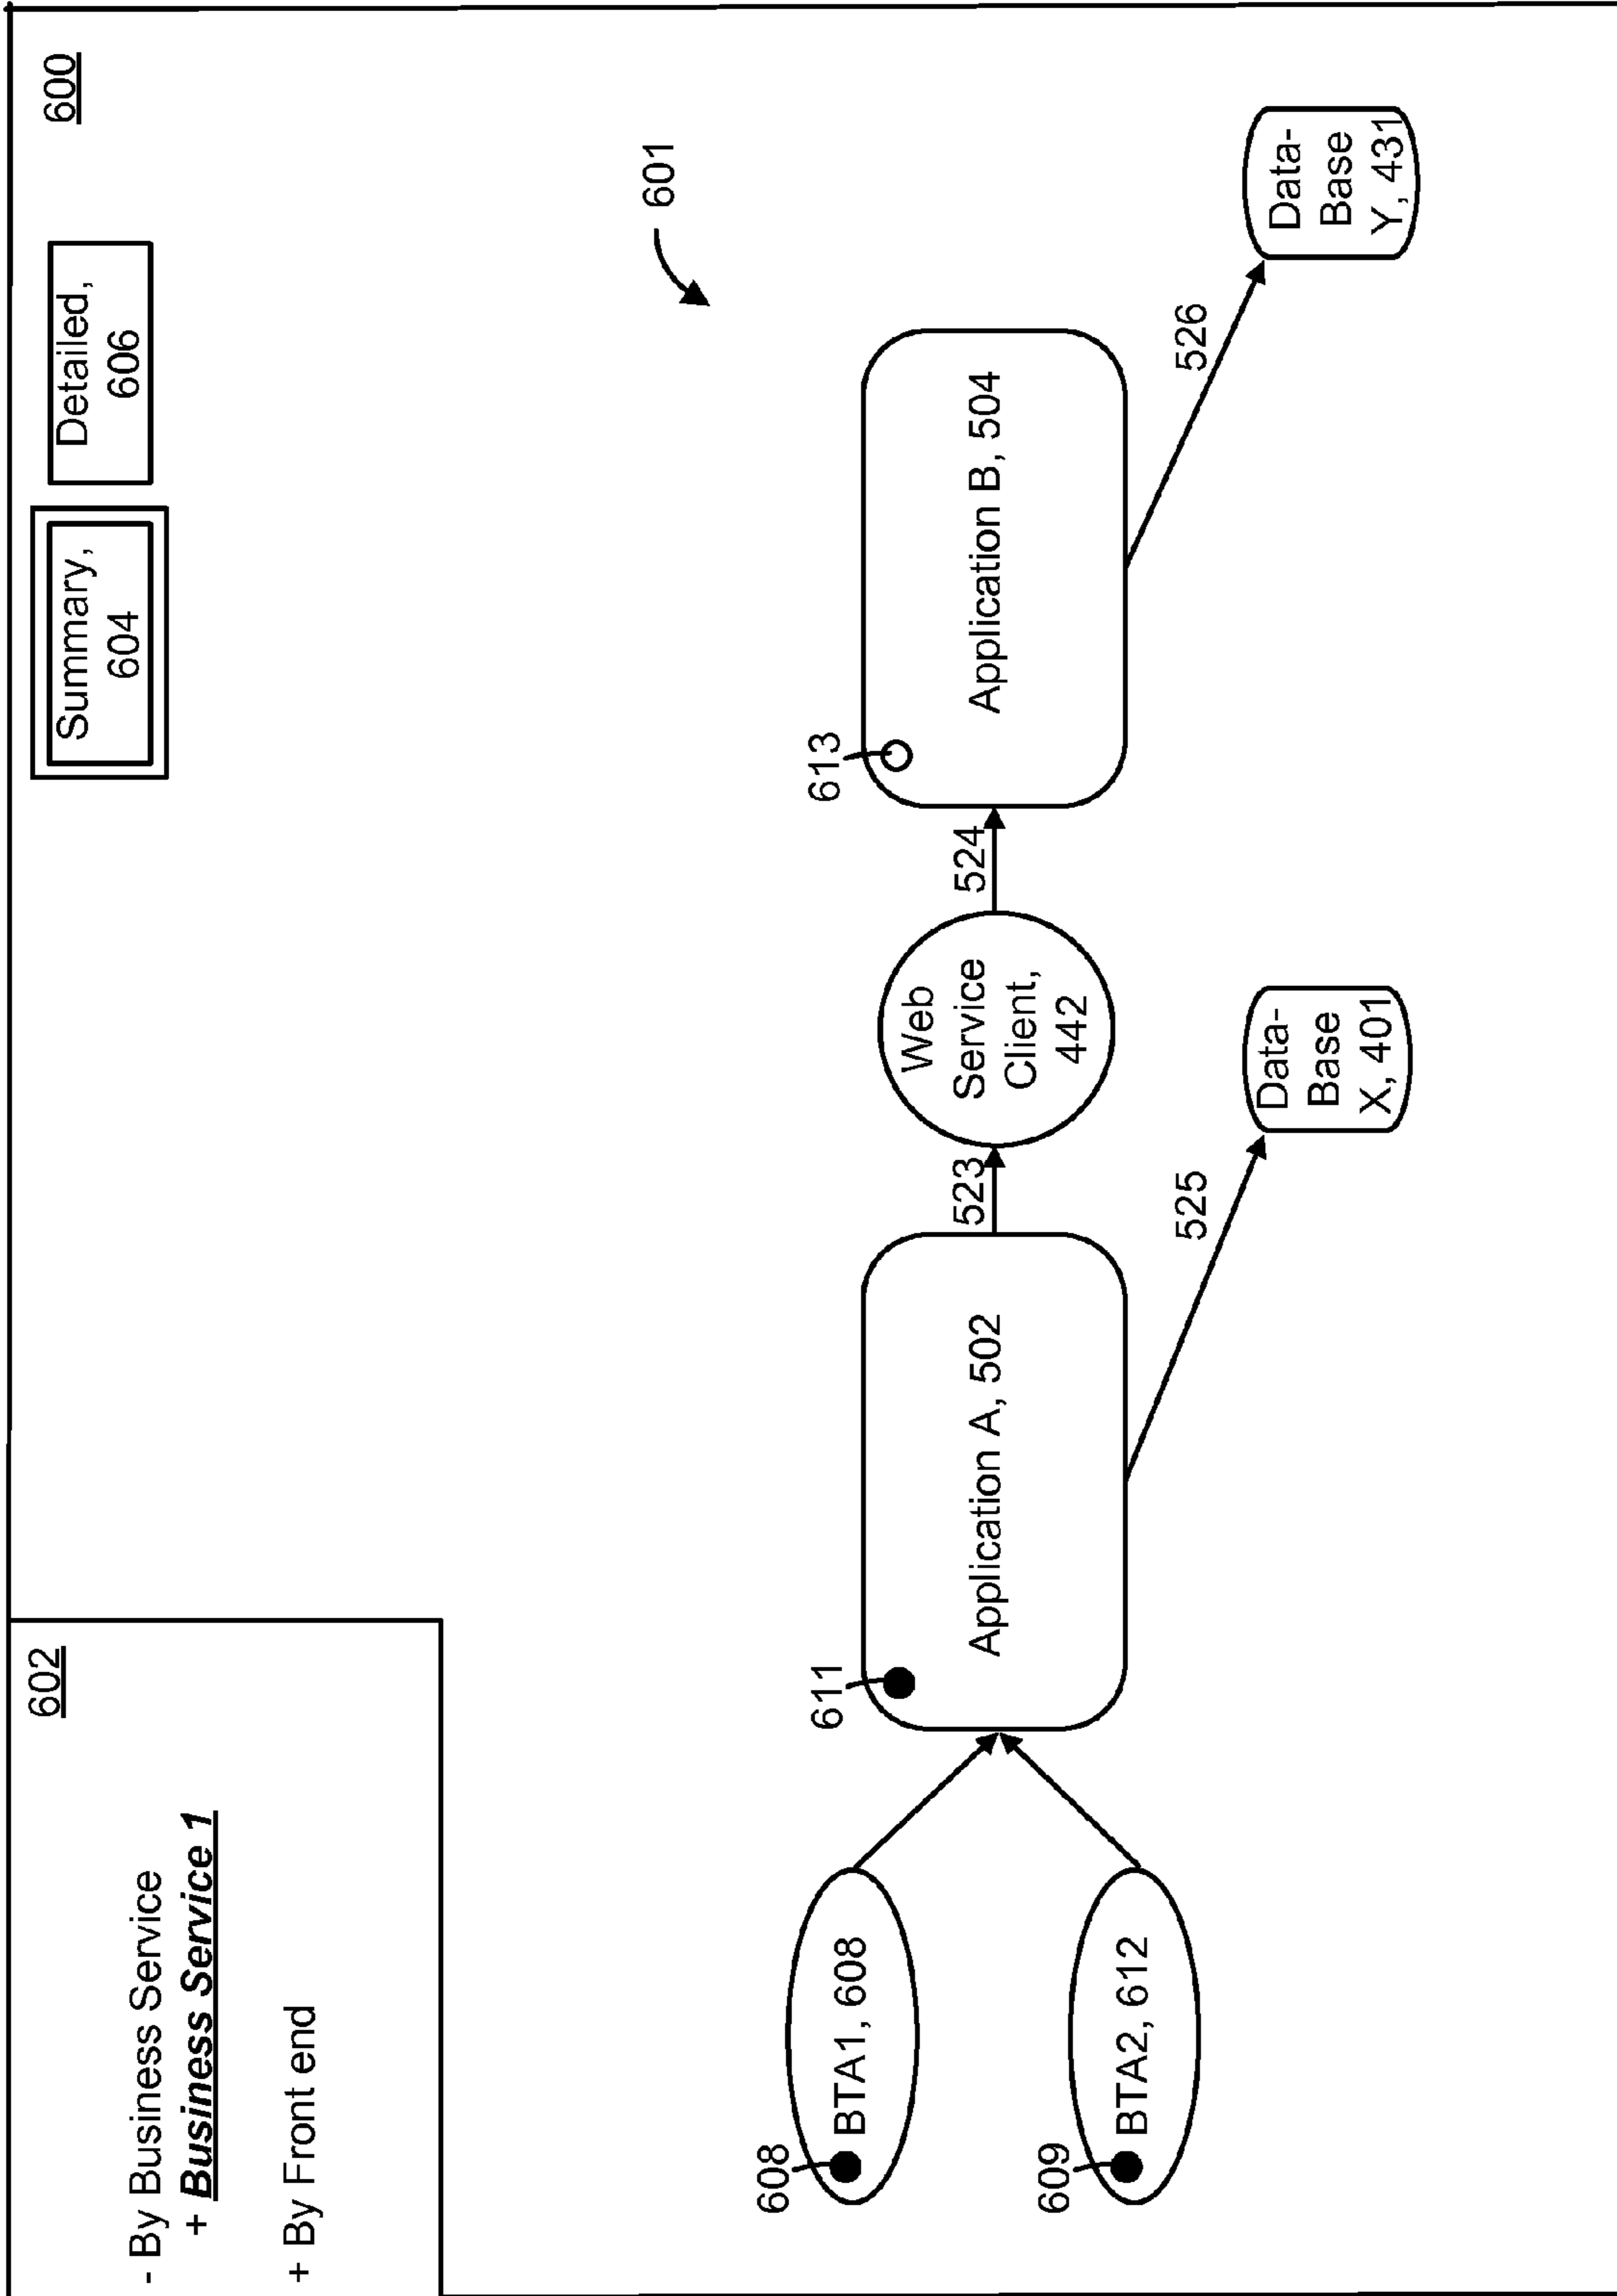 602
- By Business Service
+ Business Service 1
+ By Front end
Summary,
604
Detailed,
606
600
601
608
BTA1, 608
609
BTA2, 612
611
Application A, 502
523
Web
Service
Client,
442
524
613
Application B, 504
525
Data-
Base
X, 401
526
Data-
Base
Y, 431